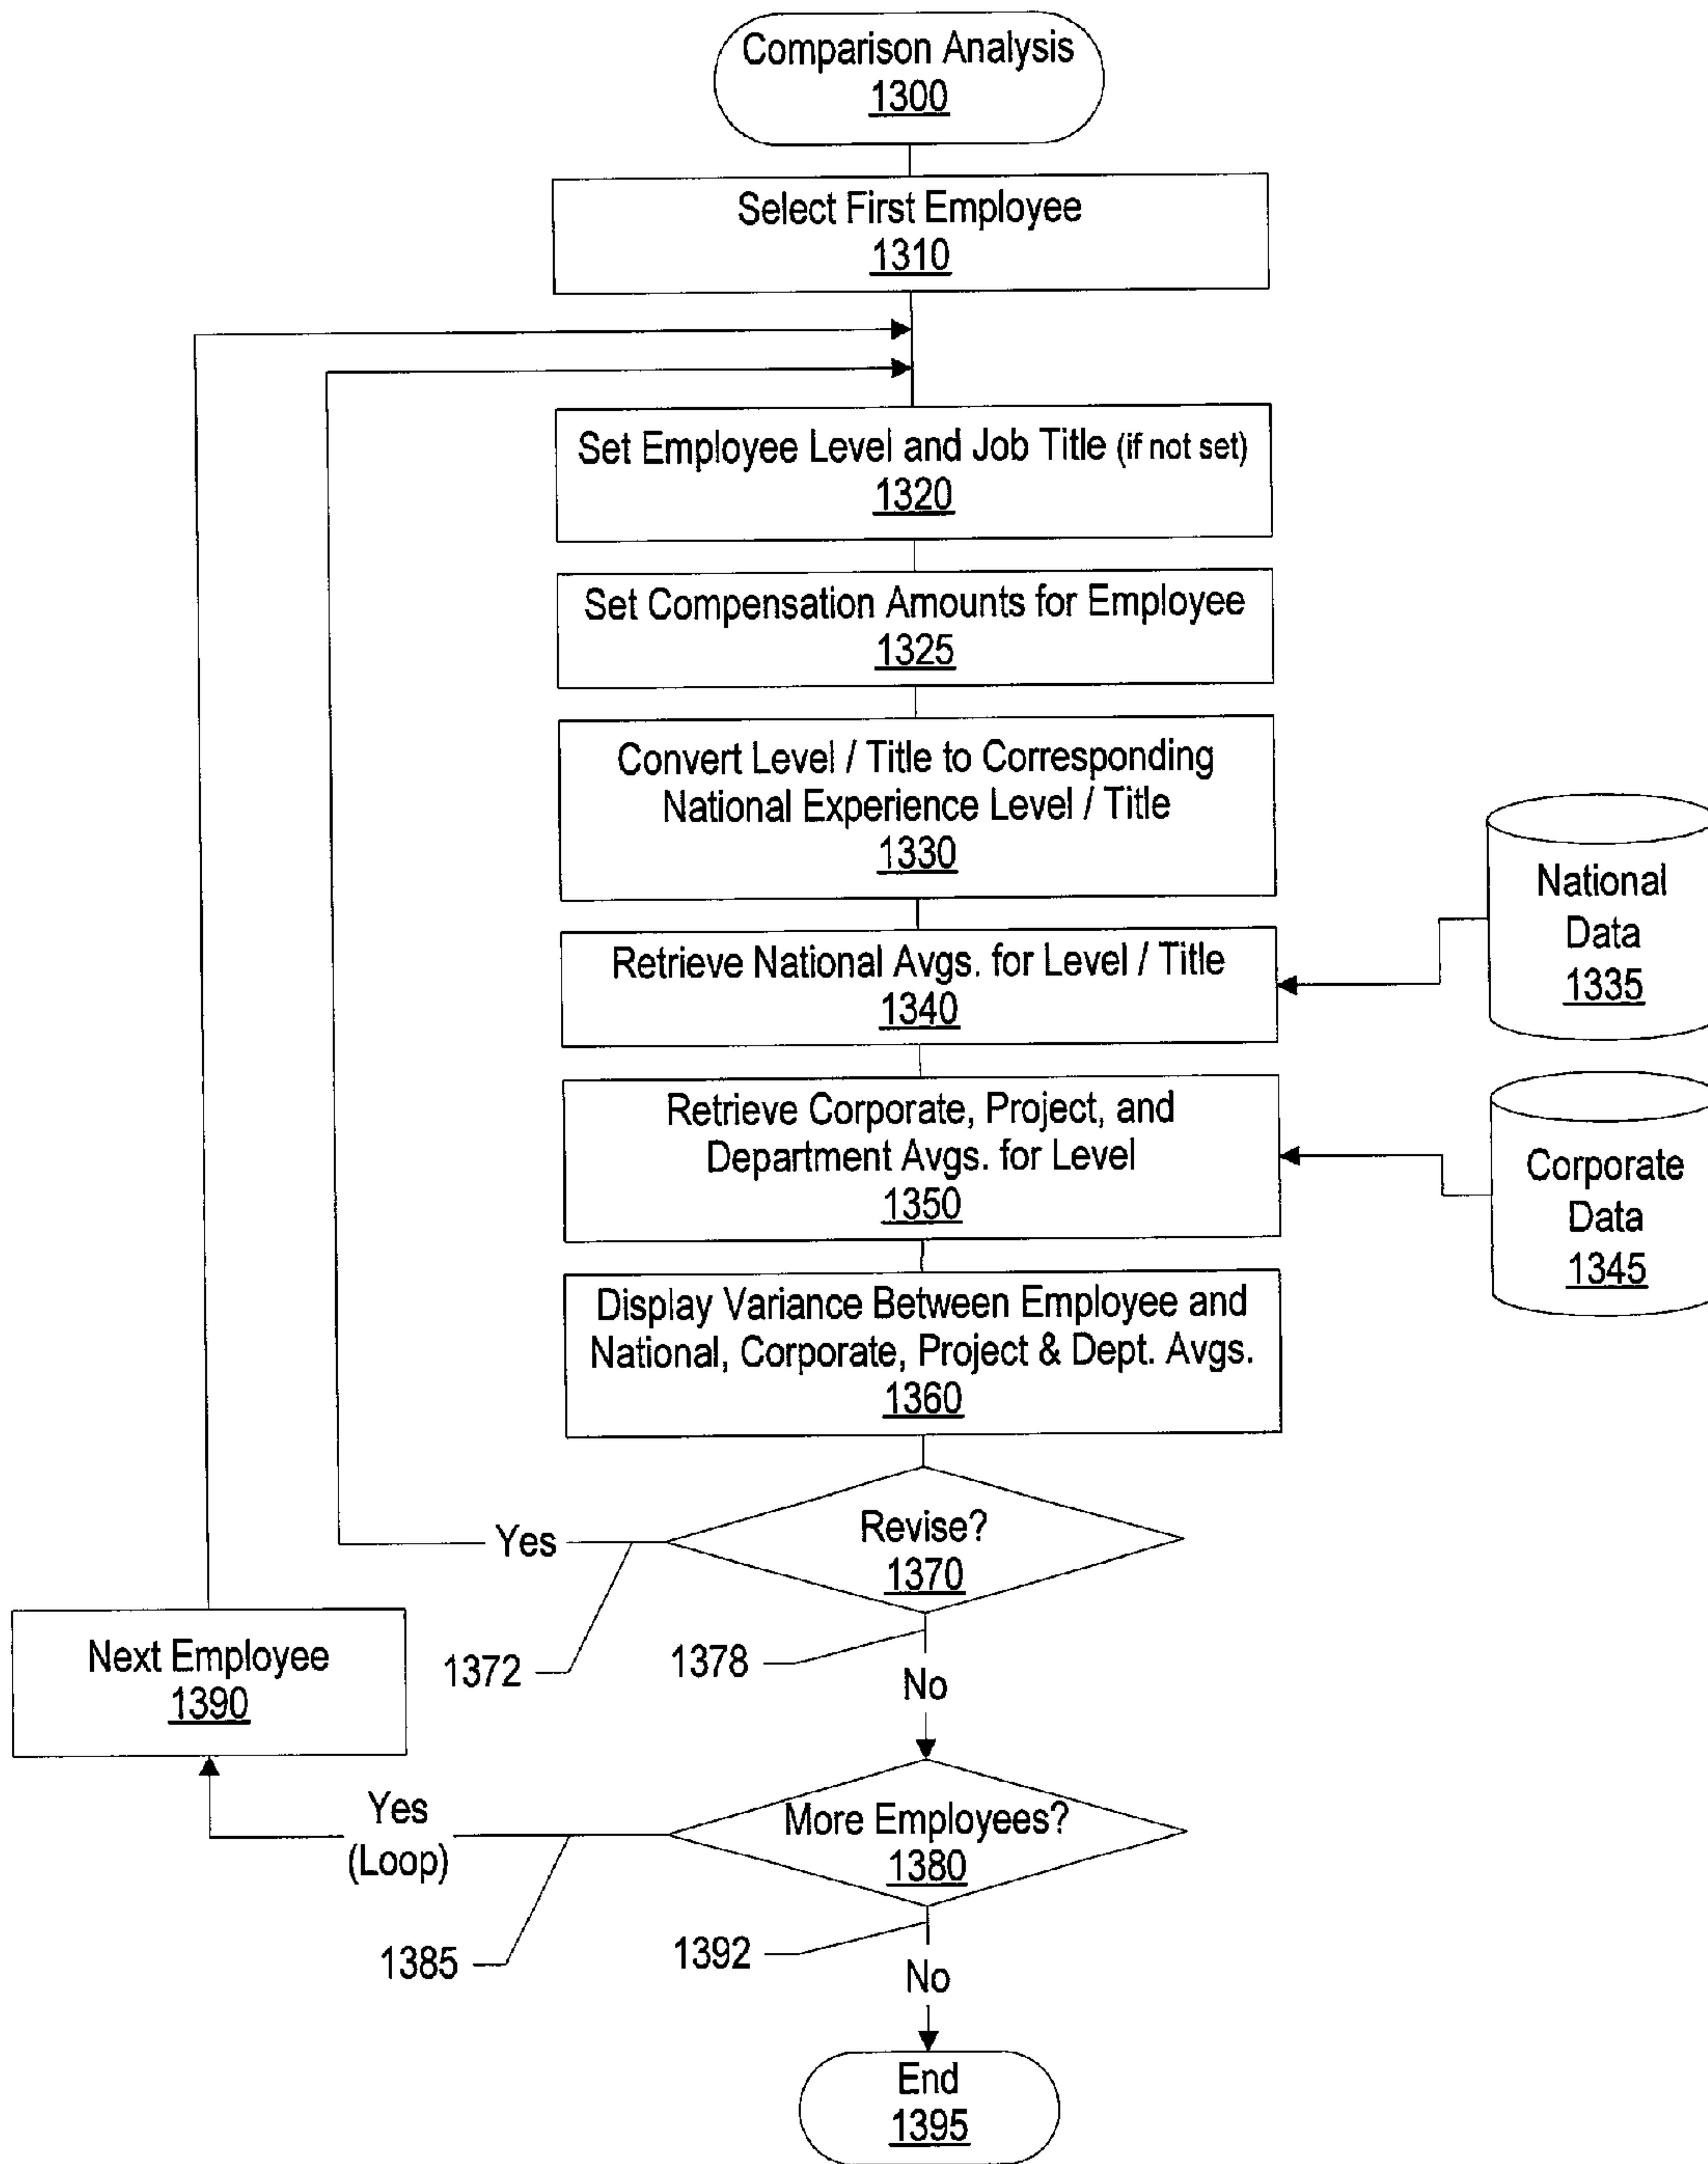 Comparison Analysis
1300
Select First Employee
1310
Set Employee Level and Job Title (if not set)
1320
Set Compensation Amounts for Employee
1325
Convert Level / Title to Corresponding
National Experience Level / Title
1330
National
Data
1335
Retrieve National Avgs. for Level / Title
1340
Retrieve Corporate, Project, and
Department Avgs. for Level
1350
Corporate
Data
1345
Display Variance Between Employee and
National, Corporate, Project & Dept. Avgs.
1360
Revise?
1370
Yes
1372
1378
No
Next Employee
1390
More Employees?
1380
Yes
(Loop)
1385
1392
No
End
1395